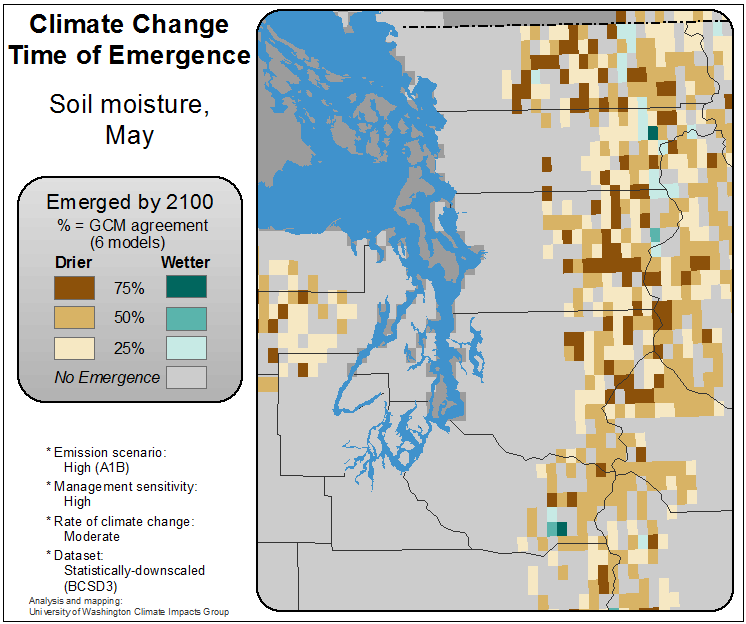 Climate Change
Time of Emergence
Soil moisture,
May
Emerged by 2100
% = GCM agreement
(6 models)
Drier Wetter
75%
50%
25%
No Emergence
* Emission scenario:
High (A1B)
* Management sensitivity:
High
* Rate of climate change:
Moderate
* Dataset:
Statistically-downscaled
(BCSD3)
Analysis and mapping:
University of Washington Climate Impacts Group